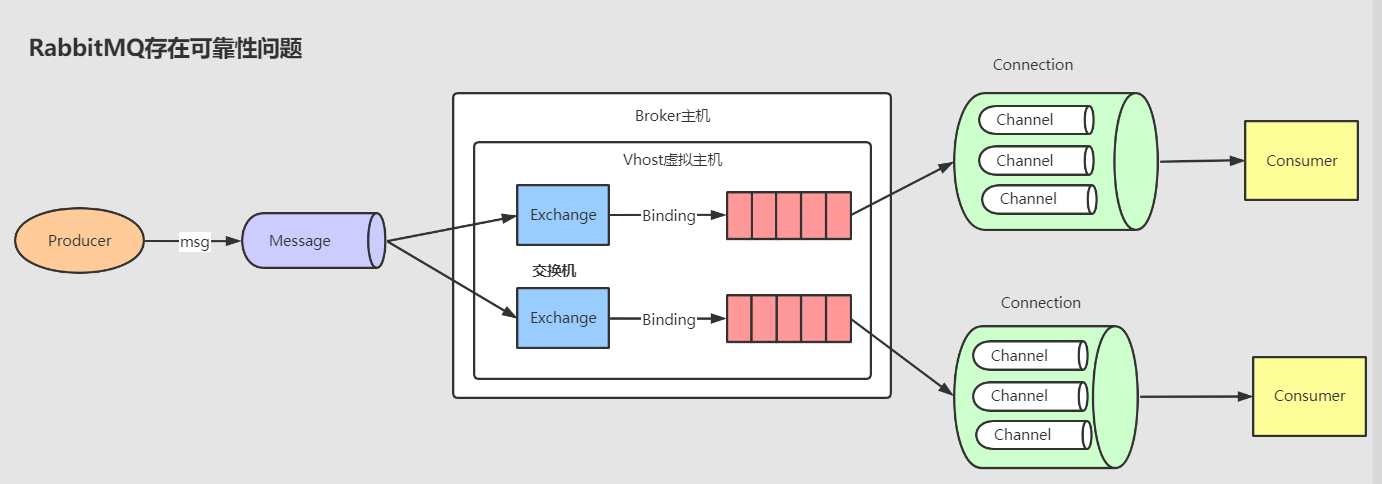 RabbitMQ存在可靠性问题
Producer
msg
Message
Broker主机
Vhost虚拟主机
Exchange
Binding
交换机
Exchange
Binding
Connection
Channel
Channel
Channel
Consumer
Connection
Channel
Channel
Channel
Consumer